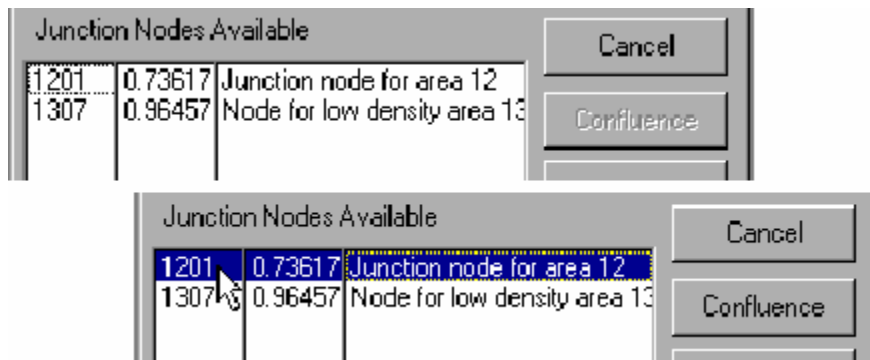 Junction Nodes Available
Cancel
1201 0.73617 Junction node for area 12
1307 0.96457 Node for low density area 13
Confluence
Junction Nodes Available
Cancel
1201 0.73617 Junction node for area 12
1307 0.96457 Node for low density area 13
Confluence